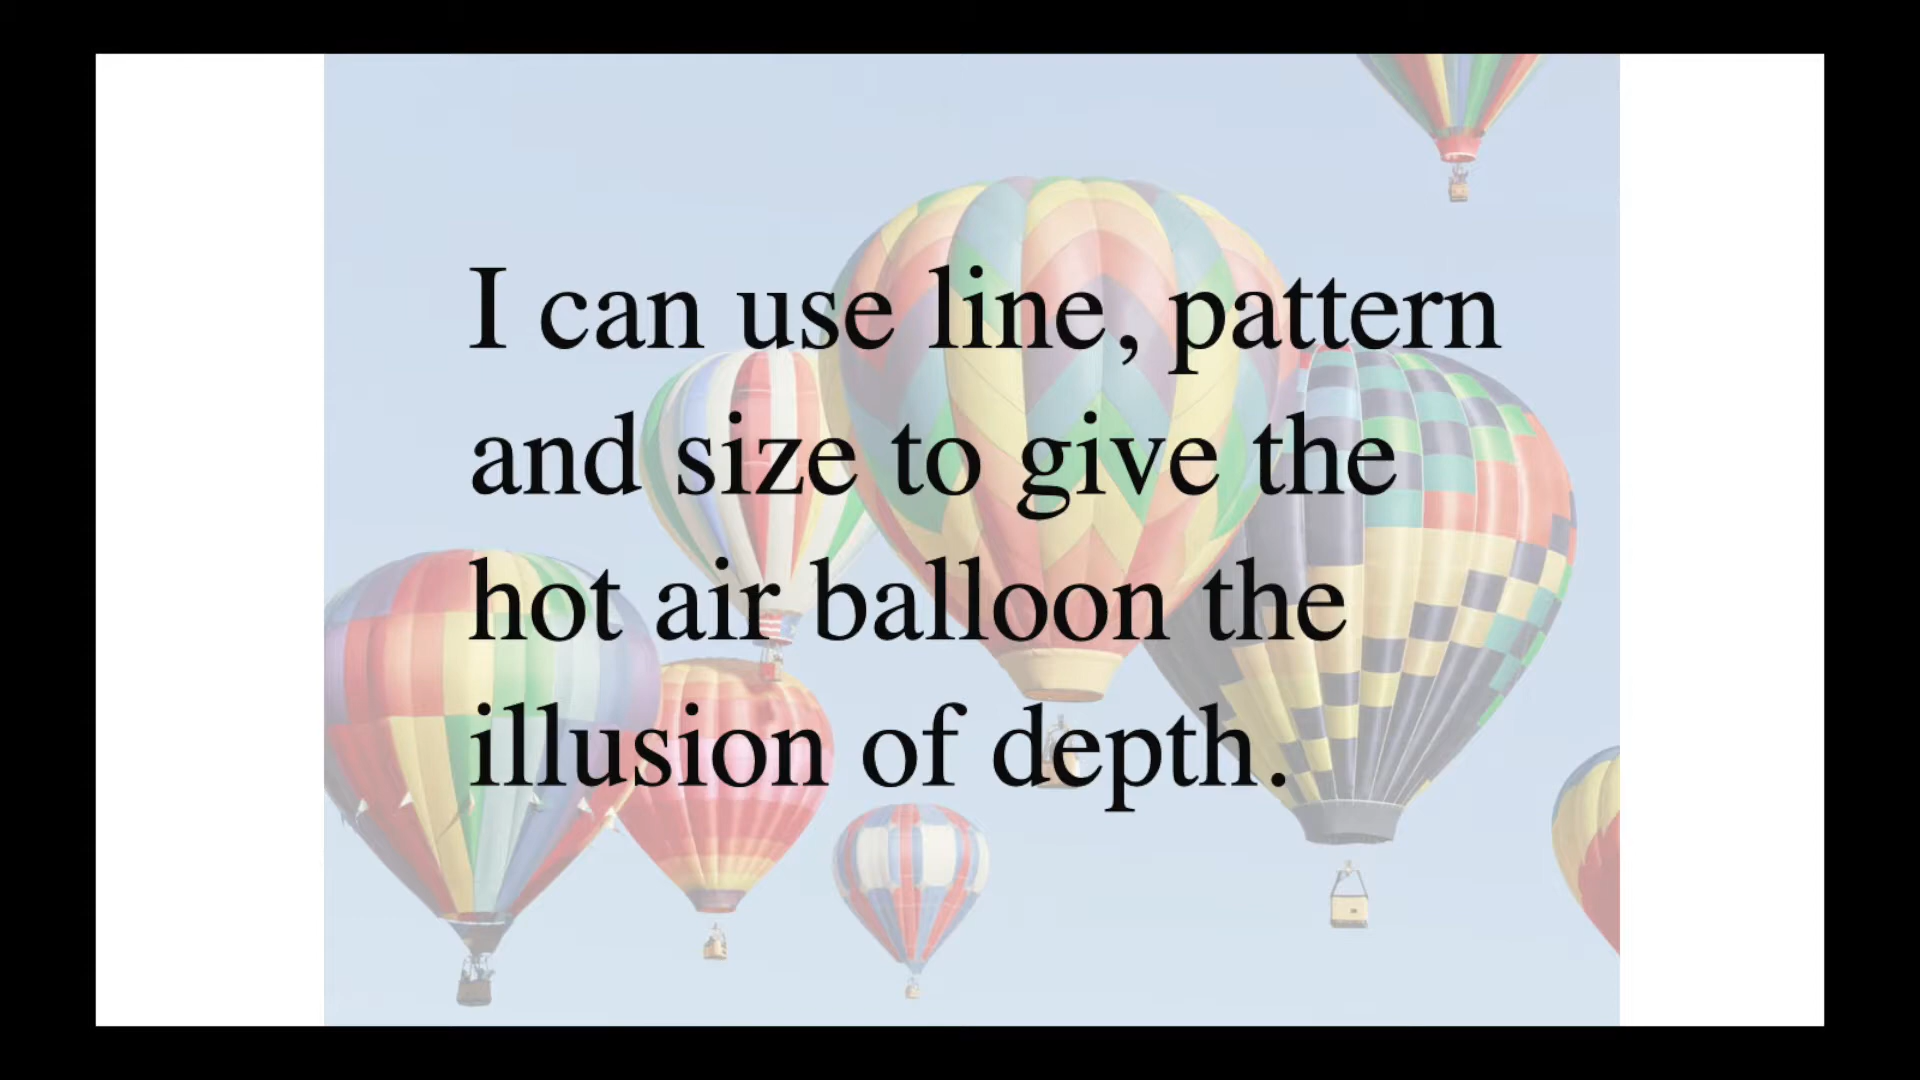 I can use line, pattern
and size to give the
hot air balloon the
illusion of depth.